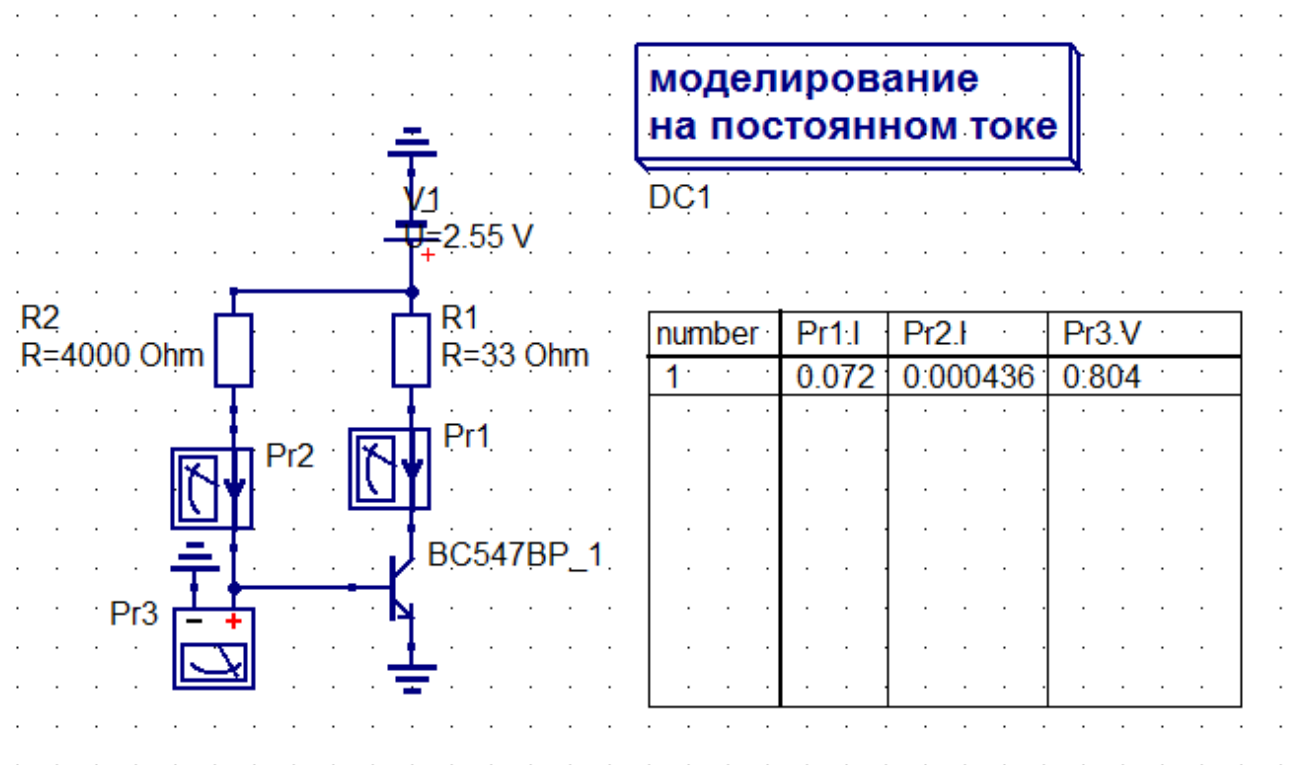 моделирование
на постоянном токе
DC1
V1
U=2.55 V
+
R2
R=4000 Ohm
R1
R=33 Ohm
Pr2
Pr1
BC547BP_1
Pr3
- +
number Pr1.I Pr2.I Pr3.V
1 0.072 0.000436 0.804